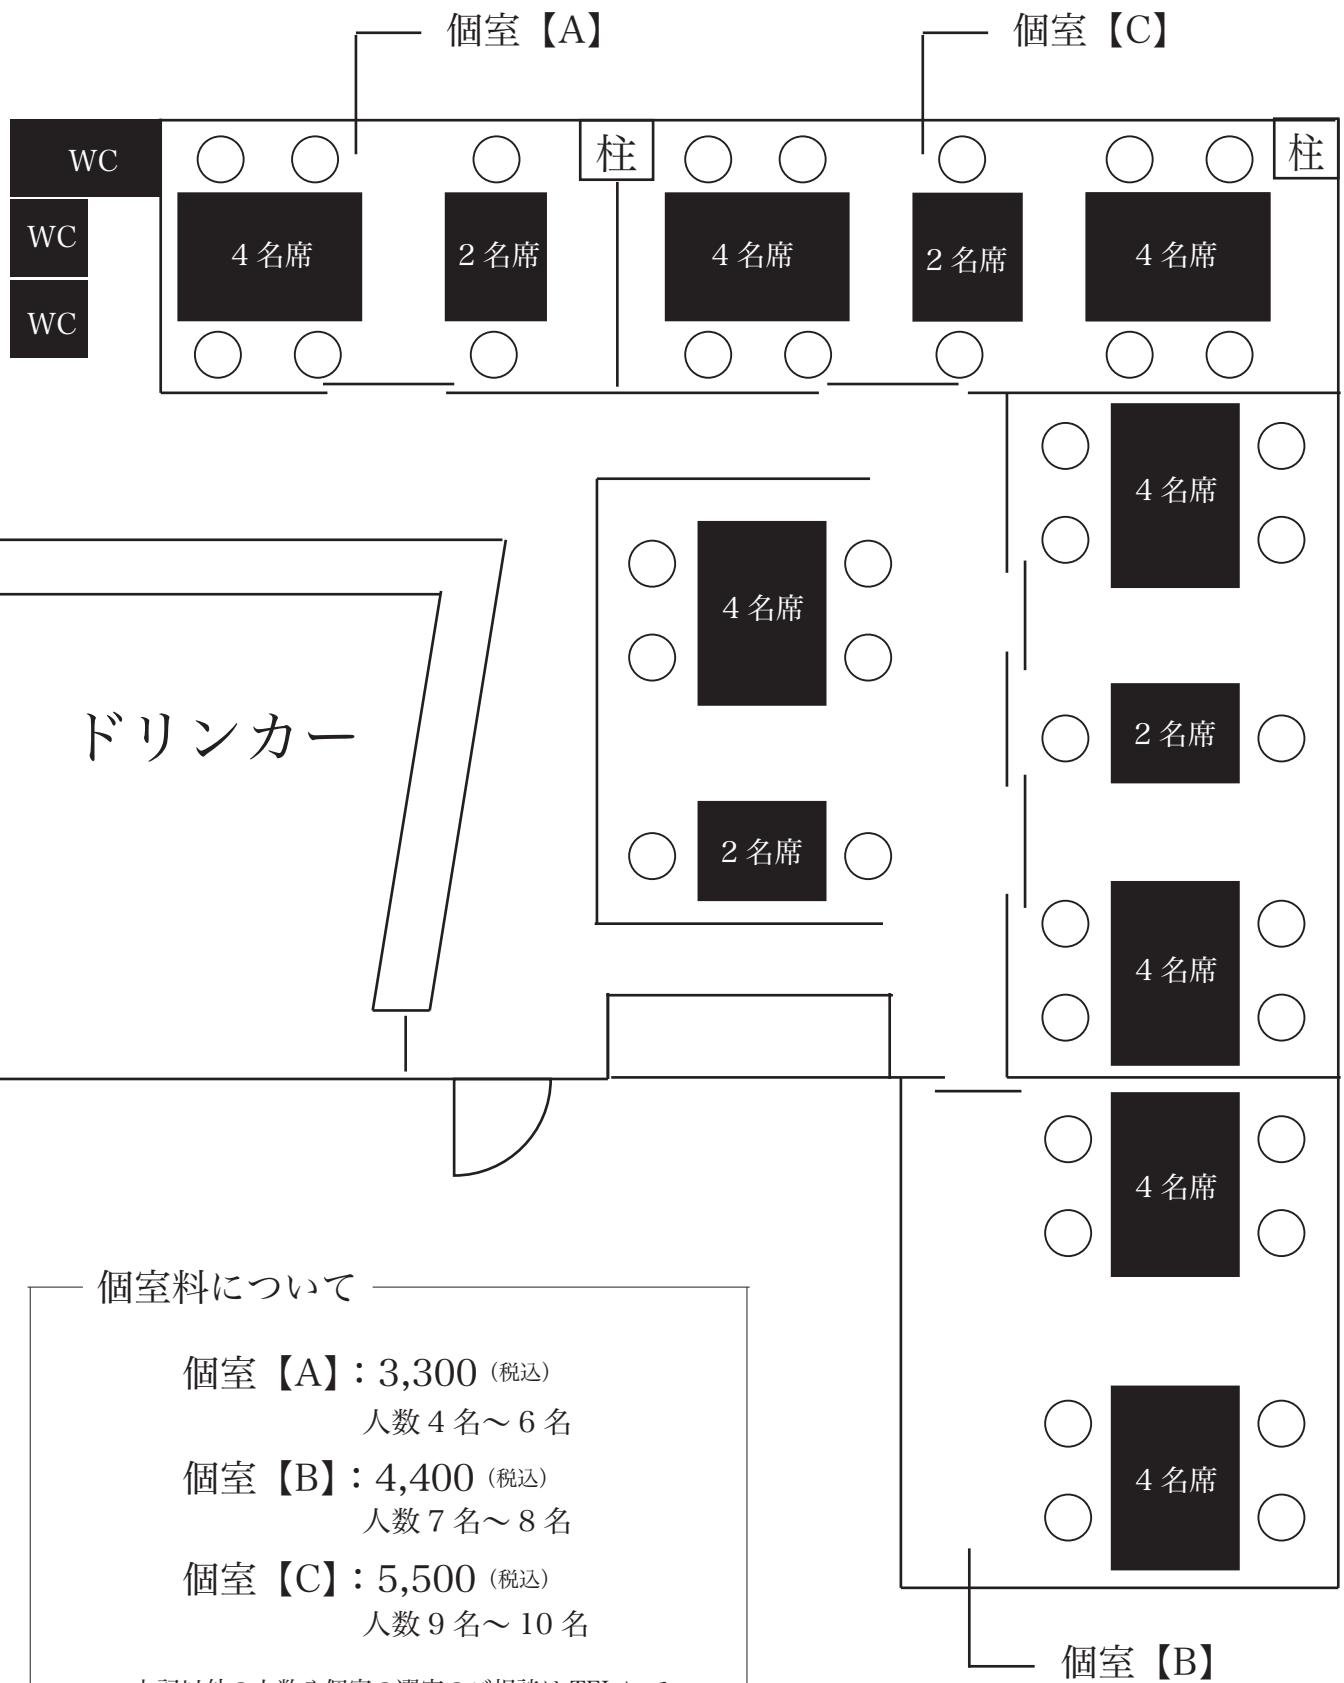 個室【A】
個室【C】
WC
WC
WC
柱
柱
4 名席
2 名席
4 名席
2 名席
4 名席
4 名席
4 名席
2 名席
2 名席
4 名席
ドリンカー
4 名席
4 名席
個室料について
個室【A】：3,300（税込）
人数 4 名～ 6 名
個室【B】：4,400（税込）
人数 7 名～ 8 名
個室【C】：5,500（税込）
人数 9 名～ 10 名
個室【B】